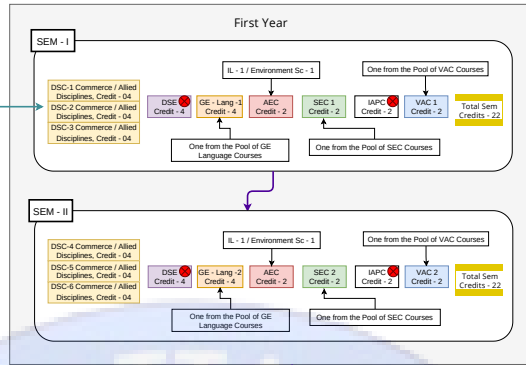 First Year
SEM - I
IL - 1 / Environment Sc - 1
One from the Pool of VAC Courses
DSC-1 Commerce / Allied
Disciplines, Credit - 04
DSC-2 Commerce / Allied
Disciplines, Credit - 04
DSC-3 Commerce / Allied
Disciplines, Credit - 04
DSE
Credit - 4
GE - Lang -1
Credit - 4
AEC
Credit - 2
SEC 1
Credit - 2
IAPC
Credit - 2
VAC 1
Credit - 2
Total Sem
Credits - 22
One from the Pool of GE
Language Courses
One from the Pool of SEC Courses
SEM - II
IL - 1 / Environment Sc - 1
One from the Pool of VAC Courses
DSC-4 Commerce / Allied
Disciplines, Credit - 04
DSC-5 Commerce / Allied
Disciplines, Credit - 04
DSC-6 Commerce / Allied
Disciplines, Credit - 04
DSE
Credit - 4
GE - Lang -2
Credit - 4
AEC
Credit - 2
SEC 2
Credit - 2
IAPC
Credit - 2
VAC 2
Credit - 2
Total Sem
Credits - 22
One from the Pool of GE
Language Courses
One from the Pool of SEC Courses